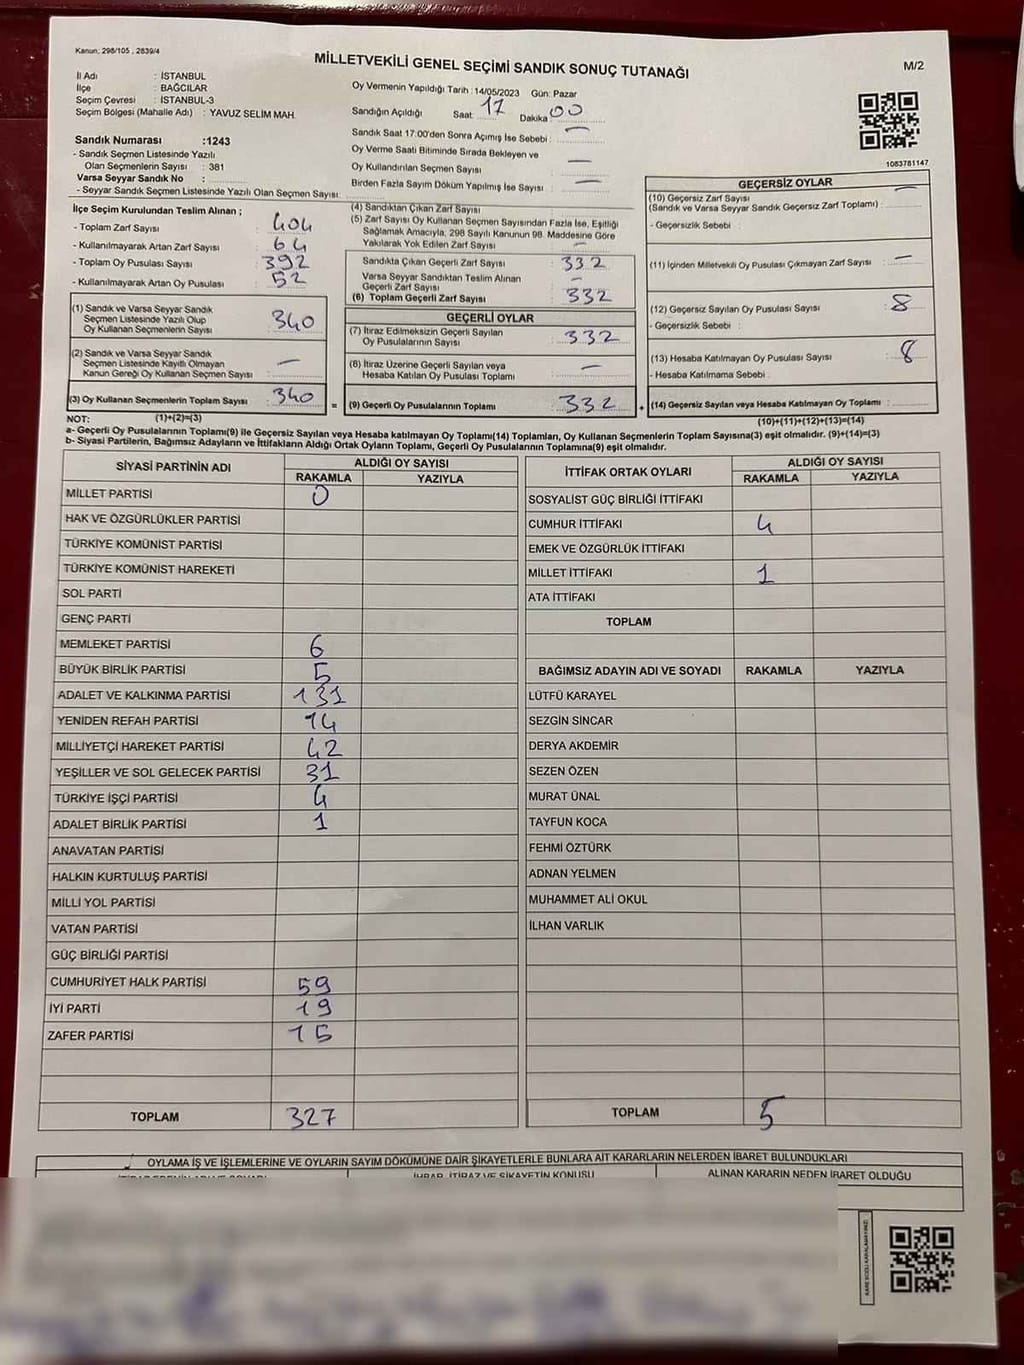 Kanun; 298/105 , 2839/4
MİLLETVEKİLİ GENEL SEÇİMİ SANDIK SONUÇ TUTANAĞI
M/2
İl Adı : İSTANBUL
İlçe : BAĞCILAR
Seçim Çevresi : İSTANBUL-3
Seçim Bölgesi (Mahalle Adı) : YAVUZ SELİM MAH.
Oy Vermenin Yapıldığı Tarih : 14/05/2023 Gün: Pazar
Sandığın Açıldığı Saat: 17 Dakika: 00
Sandık Saat 17:00'den Sonra Açımış İse Sebebi : —
Oy Verme Saati Bitiminde Sırada Bekleyen ve
Oy Kullandırılan Seçmen Sayısı —
Birden Fazla Sayım Döküm Yapılmış İse Sayısı : —
1083781147
Sandık Numarası :1243
- Sandık Seçmen Listesinde Yazılı
Olan Seçmenlerin Sayısı : 381
Varsa Seyyar Sandık No :
- Seyyar Sandık Seçmen Listesinde Yazılı Olan Seçmen Sayısı:
İlçe Seçim Kurulundan Teslim Alınan ;
- Toplam Zarf Sayısı : 404
- Kullanılmayarak Artan Zarf Sayısı : 64
- Toplam Oy Pusulası Sayısı : 392
- Kullanılmayarak Artan Oy Pusulası : 52
(1) Sandık ve Varsa Seyyar Sandık
Seçmen Listesinde Yazılı Olup
Oy Kullanan Seçmenlerin Sayısı : 340
(2) Sandık ve Varsa Seyyar Sandık
Seçmen Listesinde Kayıtlı Olmayan
Kanun Gereği Oy Kullanan Seçmen Sayısı : —
(3) Oy Kullanan Seçmenlerin Toplam Sayısı : 340
(4) Sandıktan Çıkan Zarf Sayısı
(5) Zarf Sayısı Oy Kullanan Seçmen Sayısından Fazla İse, Eşitliği
Sağlamak Amacıyla, 298 Sayılı Kanunun 98. Maddesine Göre
Yakılarak Yok Edilen Zarf Sayısı : —
Sandıkta Çıkan Geçerli Zarf Sayısı : 332
Varsa Seyyar Sandıktan Teslim Alınan
Geçerli Zarf Sayısı : —
(6) Toplam Geçerli Zarf Sayısı : 332
GEÇERLİ OYLAR
(7) İtiraz Edilmeksizin Geçerli Sayılan
Oy Pusulalarının Sayısı : 332
(8) İtiraz Üzerine Geçerli Sayılan veya
Hesaba Katılan Oy Pusulası Toplamı : —
= (9) Geçerli Oy Pusulalarının Toplamı : 332 +
GEÇERSİZ OYLAR
(10) Geçersiz Zarf Sayısı —
(Sandık ve Varsa Seyyar Sandık Geçersiz Zarf Toplamı) :
- Geçersizlik Sebebi :
(11) İçinden Milletvekili Oy Pusulası Çıkmayan Zarf Sayısı : —
(12) Geçersiz Sayılan Oy Pusulası Sayısı : 8
- Geçersizlik Sebebi :
(13) Hesaba Katılmayan Oy Pusulası Sayısı : 8
- Hesaba Katılmama Sebebi :
(14) Geçersiz Sayılan veya Hesaba Katılmayan Oy Toplamı :
NOT: (1)+(2)=(3) (10)+(11)+(12)+(13)=(14)
a- Geçerli Oy Pusulalarının Toplamı(9) ile Geçersiz Sayılan veya Hesaba katılmayan Oy Toplamı(14) Toplamları, Oy Kullanan Seçmenlerin Toplam Sayısına(3) eşit olmalıdır. (9)+(14)=(3)
b- Siyasi Partilerin, Bağımsız Adayların ve İttifakların Aldığı Ortak Oyların Toplamı, Geçerli Oy Pusulalarının Toplamına(9) eşit olmalıdır.
SİYASİ PARTİNİN ADI ALDIĞI OY SAYISI
RAKAMLA YAZIYLA
MİLLET PARTİSİ 0
HAK VE ÖZGÜRLÜKLER PARTİSİ
TÜRKİYE KOMÜNİST PARTİSİ
TÜRKİYE KOMÜNİST HAREKETİ
SOL PARTİ
GENÇ PARTİ
MEMLEKET PARTİSİ 6
BÜYÜK BİRLİK PARTİSİ 5
ADALET VE KALKINMA PARTİSİ 131
YENİDEN REFAH PARTİSİ 14
MİLLİYETÇİ HAREKET PARTİSİ 42
YEŞİLLER VE SOL GELECEK PARTİSİ 31
TÜRKİYE İŞÇİ PARTİSİ 4
ADALET BİRLİK PARTİSİ 1
ANAVATAN PARTİSİ
HALKIN KURTULUŞ PARTİSİ
MİLLİ YOL PARTİSİ
VATAN PARTİSİ
GÜÇ BİRLİĞİ PARTİSİ
CUMHURİYET HALK PARTİSİ 59
İYİ PARTİ 19
ZAFER PARTİSİ 15
TOPLAM 327
İTTİFAK ORTAK OYLARI ALDIĞI OY SAYISI
RAKAMLA YAZIYLA
SOSYALİST GÜÇ BİRLİĞİ İTTİFAKI
CUMHUR İTTİFAKI 4
EMEK VE ÖZGÜRLÜK İTTİFAKI
MİLLET İTTİFAKI 1
ATA İTTİFAKI
TOPLAM
BAĞIMSIZ ADAYIN ADI VE SOYADI RAKAMLA YAZIYLA
LÜTFÜ KARAYEL
SEZGİN SİNCAR
DERYA AKDEMİR
SEZEN ÖZEN
MURAT ÜNAL
TAYFUN KOCA
FEHMİ ÖZTÜRK
ADNAN YELMEN
MUHAMMET ALİ OKUL
İLHAN VARLIK
TOPLAM 5
OYLAMA İŞ VE İŞLEMLERİNE VE OYLARIN SAYIM DÖKÜMÜNE DAİR ŞİKAYETLERLE BUNLARA AİT KARARLARIN NELERDEN İBARET BULUNDUKLARI
İHBAR, İTİRAZ VE ŞİKAYETİN KONUSU ALINAN KARARIN NEDEN İBARET OLDUĞU